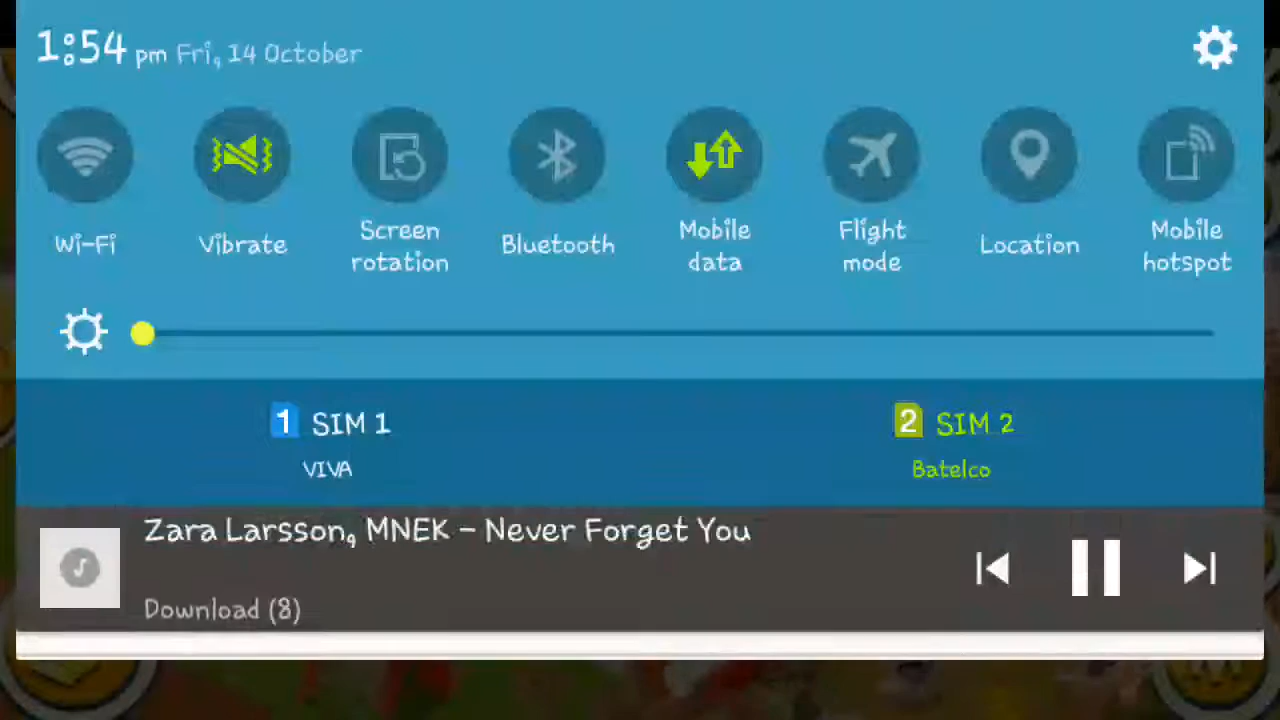 1:54 pm Fri, 14 October
Wi-Fi
Vibrate
Screen
rotation
Bluetooth
Mobile
data
Flight
mode
Location
Mobile
hotspot
1 SIM 1
VIVA
2 SIM 2
Batelco
Zara Larsson, MNEK - Never Forget You
Download (8)